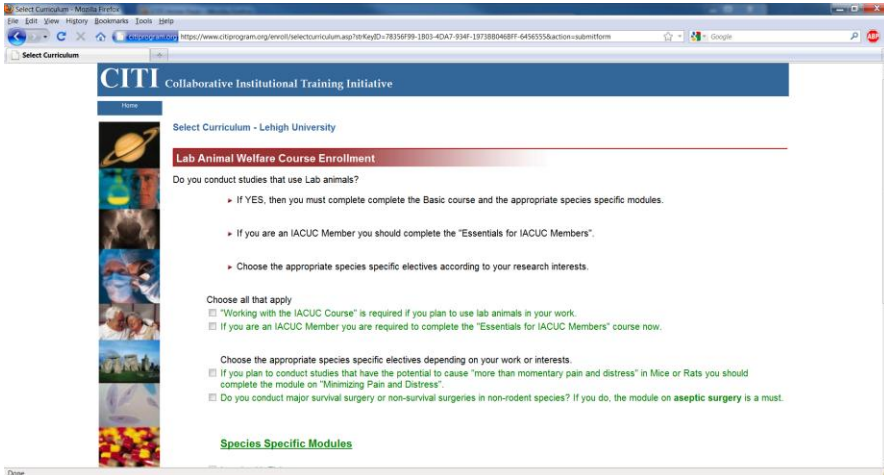 Select Curriculum - Mozilla Firefox
File Edit View History Bookmarks Tools Help
citiprogram.org https://www.citiprogram.org/enroll/selectcurriculum.asp?strKeyID=78356F99-1B03-4DA7-934F-1973BB046BFF-6456555&action=submitform
Google
ABP
Select Curriculum
CITI Collaborative Institutional Training Initiative
Home
Select Curriculum - Lehigh University
Lab Animal Welfare Course Enrollment
Do you conduct studies that use Lab animals?
If YES, then you must complete complete the Basic course and the appropriate species specific modules.
If you are an IACUC Member you should complete the "Essentials for IACUC Members".
Choose the appropriate species specific electives according to your research interests.
Choose all that apply
"Working with the IACUC Course" is required if you plan to use lab animals in your work.
If you are an IACUC Member you are required to complete the "Essentials for IACUC Members" course now.
Choose the appropriate species specific electives depending on your work or interests.
If you plan to conduct studies that have the potential to cause "more than momentary pain and distress" in Mice or Rats you should
complete the module on "Minimizing Pain and Distress".
Do you conduct major survival surgery or non-survival surgeries in non-rodent species? If you do, the module on aseptic surgery is a must.
Species Specific Modules
Done